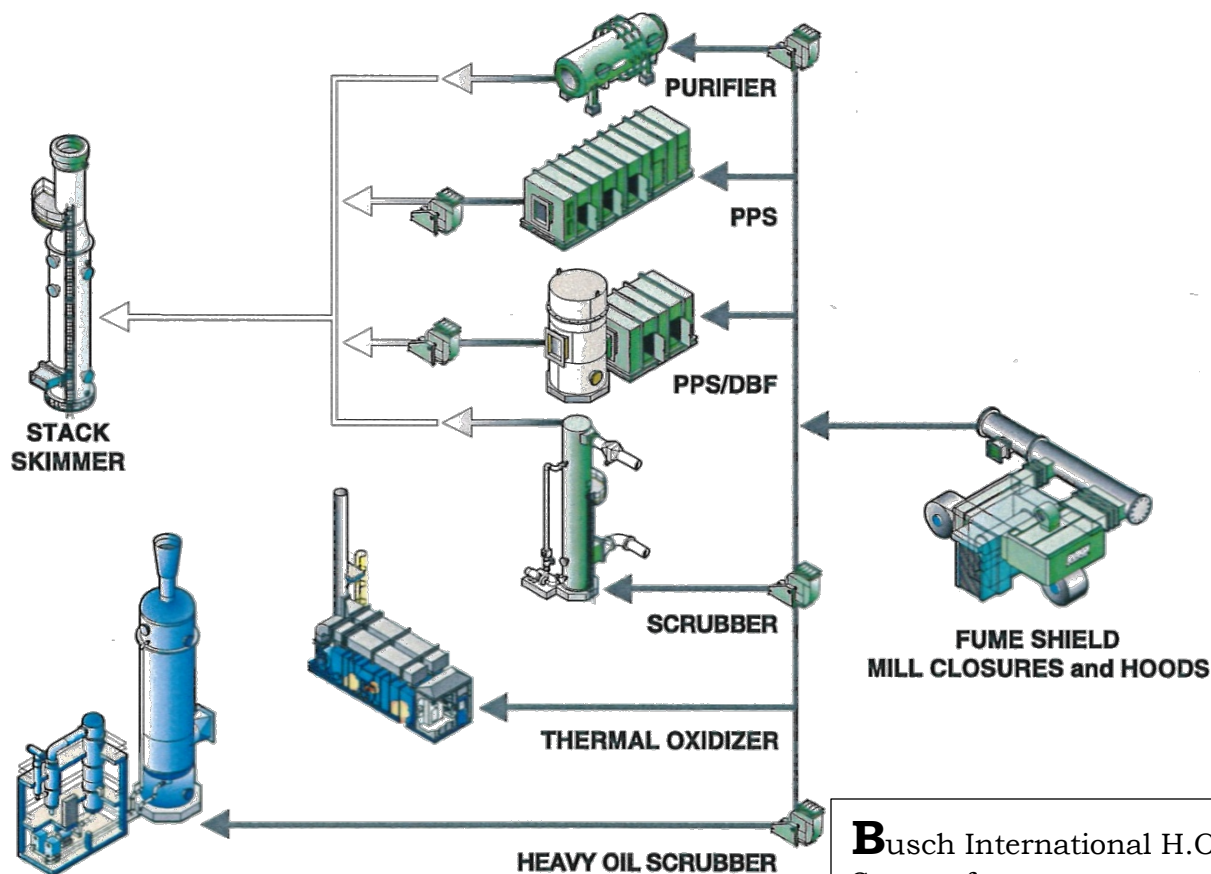 PURIFIER
PPS
PPS/DBF
STACK
SKIMMER
SCRUBBER
FUME SHIELD
MILL CLOSURES and HOODS
THERMAL OXIDIZER
HEAVY OIL SCRUBBER
Busch International H.O